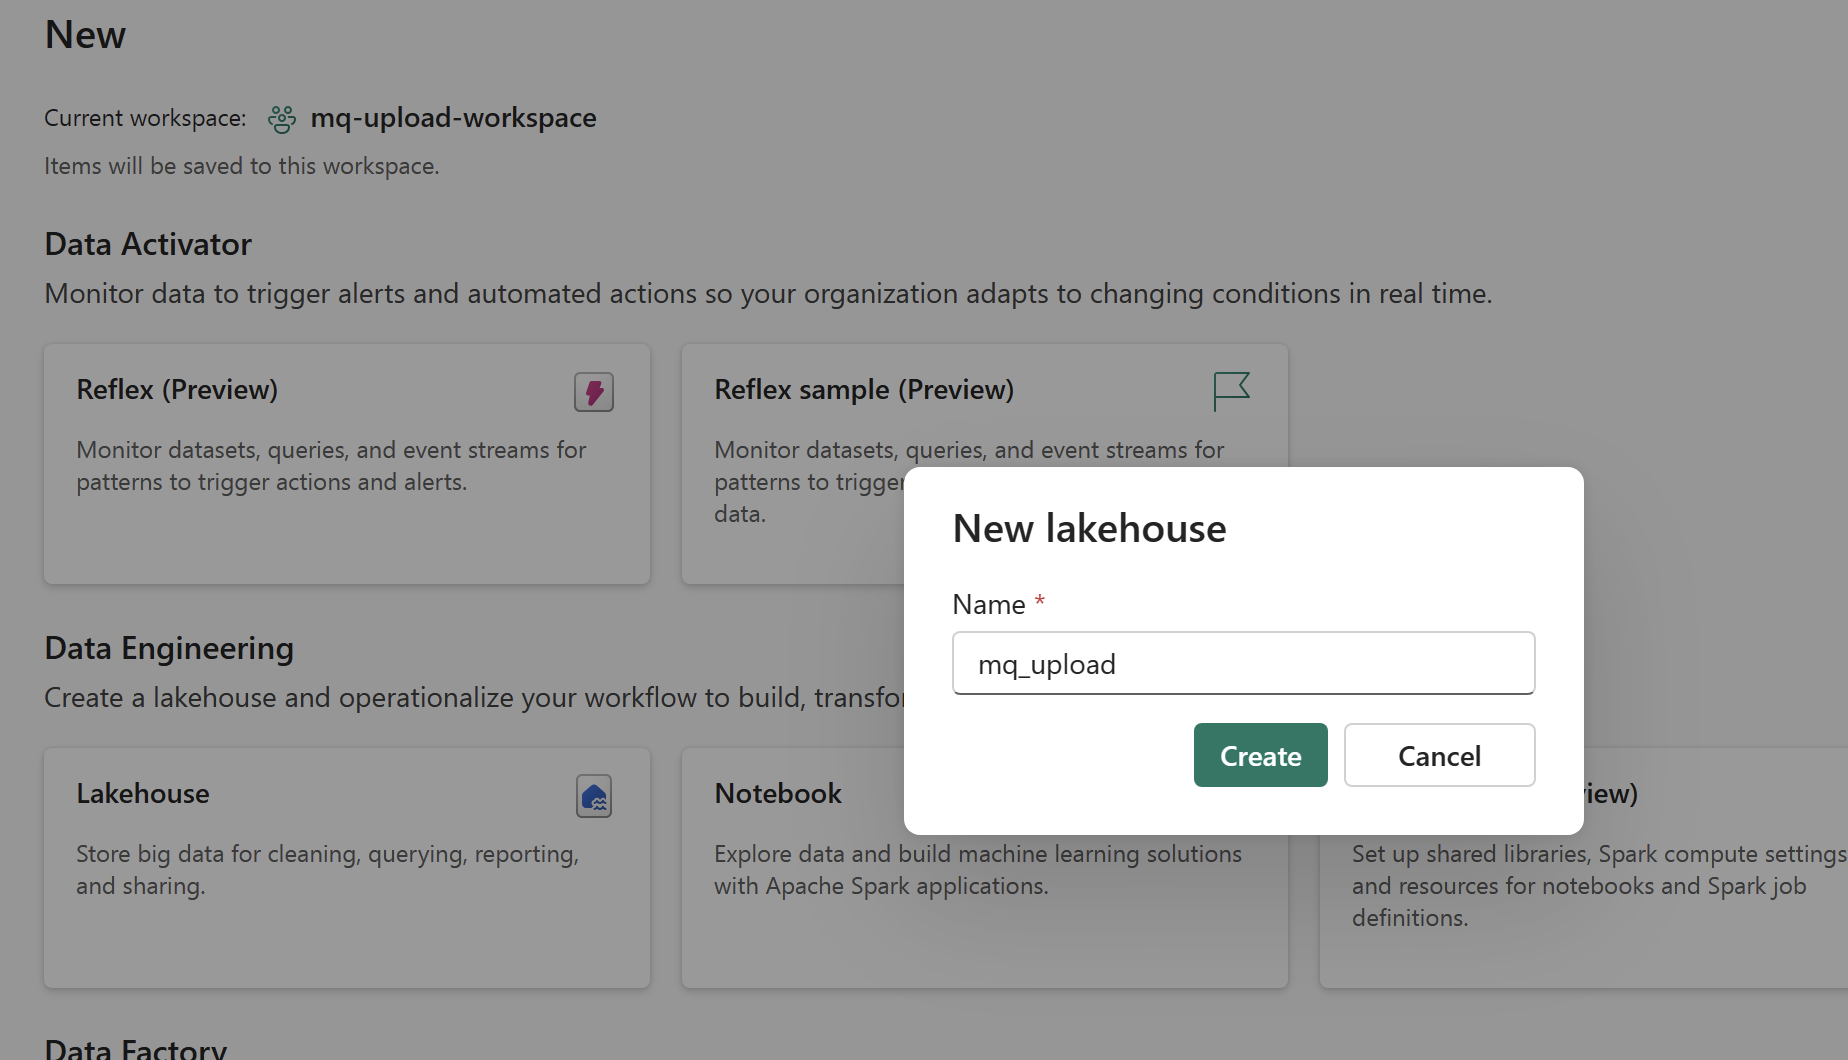 New
Current workspace: mq-upload-workspace
Items will be saved to this workspace.
Data Activator
Monitor data to trigger alerts and automated actions so your organization adapts to changing conditions in real time.
Reflex (Preview)
Monitor datasets, queries, and event streams for
patterns to trigger actions and alerts.
Reflex sample (Preview)
Monitor datasets, queries, and event streams for
patterns to trigger
data.
New lakehouse
Name *
mq_upload
Create
Cancel
Data Engineering
Create a lakehouse and operationalize your workflow to build,
Lakehouse
Store big data for cleaning, querying, reporting,
and sharing.
Notebook
Explore data and build machine learning solutions
with Apache Spark applications.
Set up shared libraries, Spark compute settings
and resources for notebooks and Spark job
definitions.
Data Factory